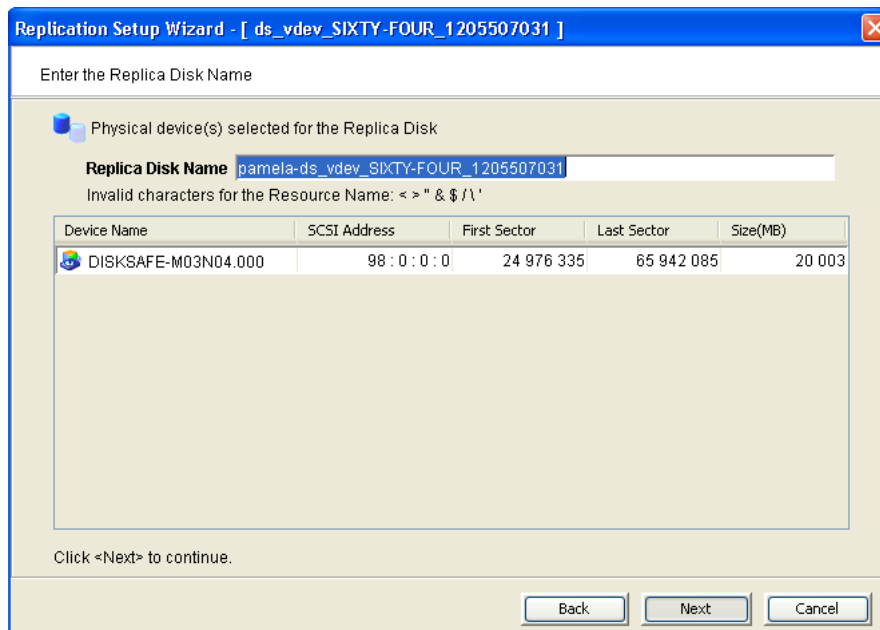 Replication Setup Wizard - [ ds_vdev_SIXTY-FOUR_1205507031 ]
Enter the Replica Disk Name
Physical device(s) selected for the Replica Disk
Replica Disk Name pamela-ds_vdev_SIXTY-FOUR_1205507031
Invalid characters for the Resource Name: < > " & $ / \ '
Device Name SCSI Address First Sector Last Sector Size(MB)
DISKSAFE-M03N04.000 98 : 0 : 0 : 0 24 976 335 65 942 085 20 003
Click <Next> to continue.
Back Next Cancel